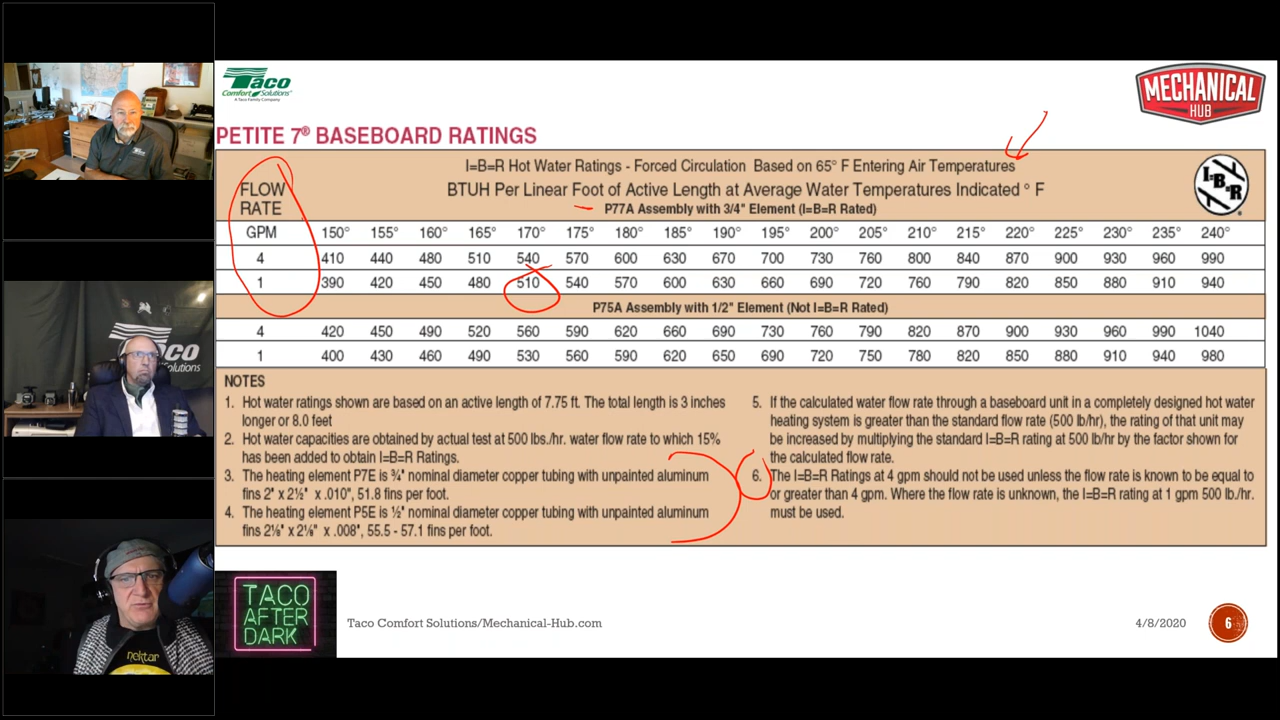 Taco
Comfort Solutions®
A Taco Family Company
MECHANICAL
HUB
PETITE 7® BASEBOARD RATINGS
I=B=R Hot Water Ratings - Forced Circulation Based on 65° F Entering Air Temperatures
FLOW RATE BTUH Per Linear Foot of Active Length at Average Water Temperatures Indicated ° F
P77A Assembly with 3/4" Element (I=B=R Rated)
I=B=R
GPM 150° 155° 160° 165° 170° 175° 180° 185° 190° 195° 200° 205° 210° 215° 220° 225° 230° 235° 240°
4 410 440 480 510 540 570 600 630 670 700 730 760 800 840 870 900 930 960 990
1 390 420 450 480 510 540 570 600 630 660 690 720 760 790 820 850 880 910 940
P75A Assembly with 1/2" Element (Not I=B=R Rated)
4 420 450 490 520 560 590 620 660 690 730 760 790 820 870 900 930 960 990 1040
1 400 430 460 490 530 560 590 620 650 690 720 750 780 820 850 880 910 940 980
NOTES
1. Hot water ratings shown are based on an active length of 7.75 ft. The total length is 3 inches
longer or 8.0 feet
2. Hot water capacities are obtained by actual test at 500 lbs./hr. water flow rate to which 15%
has been added to obtain I=B=R Ratings.
3. The heating element P7E is ¾" nominal diameter copper tubing with unpainted aluminum
fins 2" x 2½" x .010", 51.8 fins per foot.
4. The heating element P5E is ½" nominal diameter copper tubing with unpainted aluminum
fins 2⅛" x 2⅛" x .008", 55.5 - 57.1 fins per foot.
5. If the calculated water flow rate through a baseboard unit in a completely designed hot water
heating system is greater than the standard flow rate (500 lb/hr), the rating of that unit may
be increased by multiplying the standard I=B=R rating at 500 lb/hr by the factor shown for
the calculated flow rate.
6. The I=B=R Ratings at 4 gpm should not be used unless the flow rate is known to be equal to
or greater than 4 gpm. Where the flow rate is unknown, the I=B=R rating at 1 gpm 500 lb./hr.
must be used.
TACO
AFTER
DARK
Taco Comfort Solutions/Mechanical-Hub.com
4/8/2020
6
Taco
Solutions
nektar